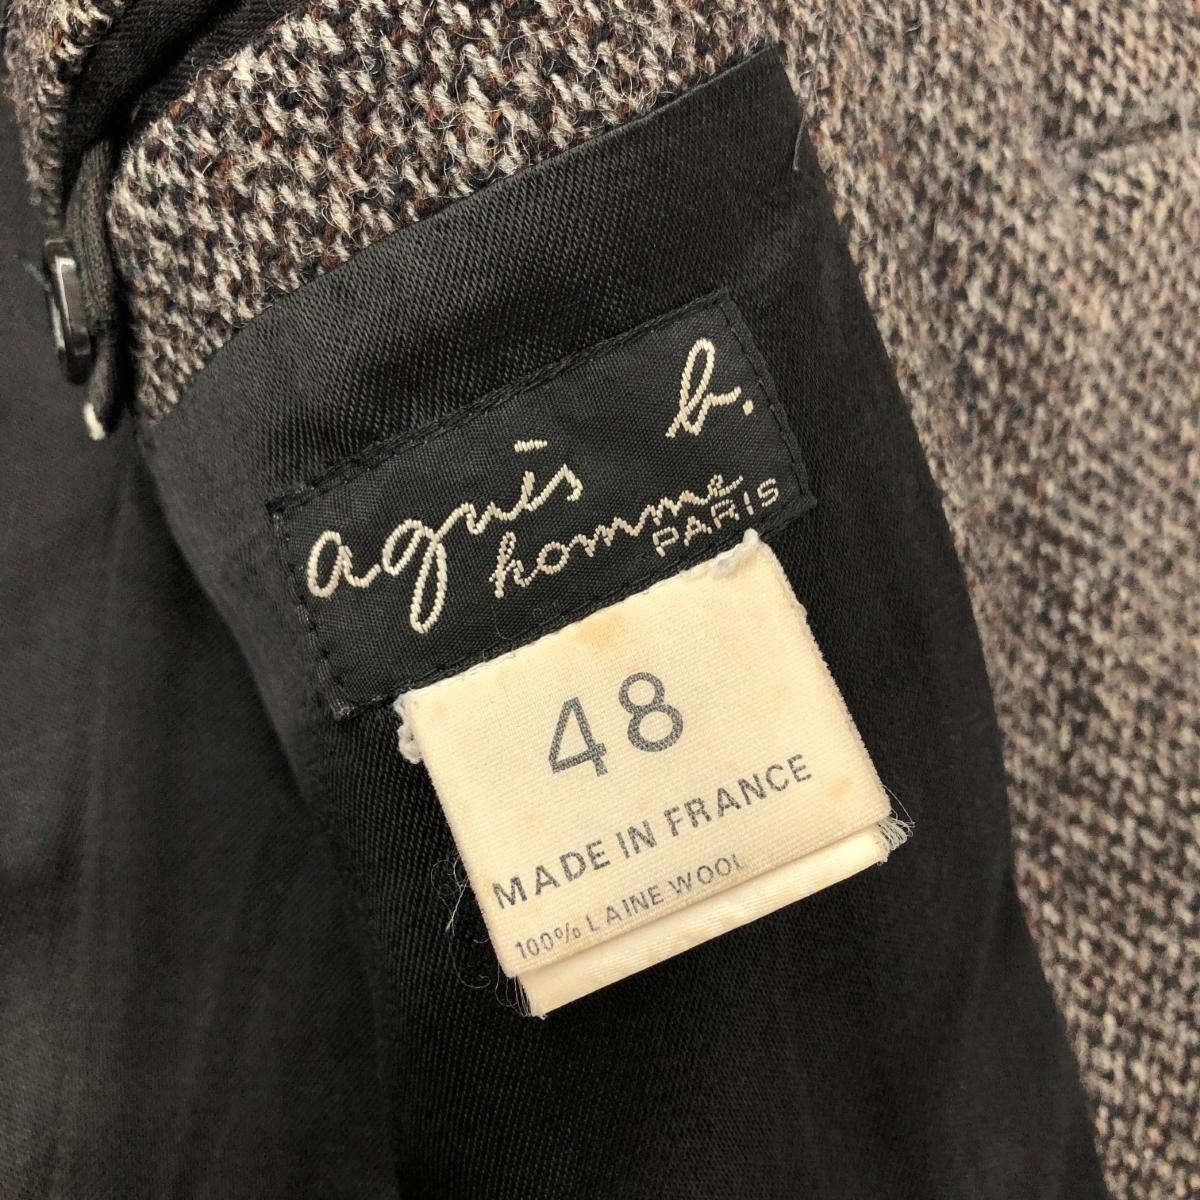 agnès b.
homme
PARIS
48
MADE IN FRANCE
100% LAINE WOOL